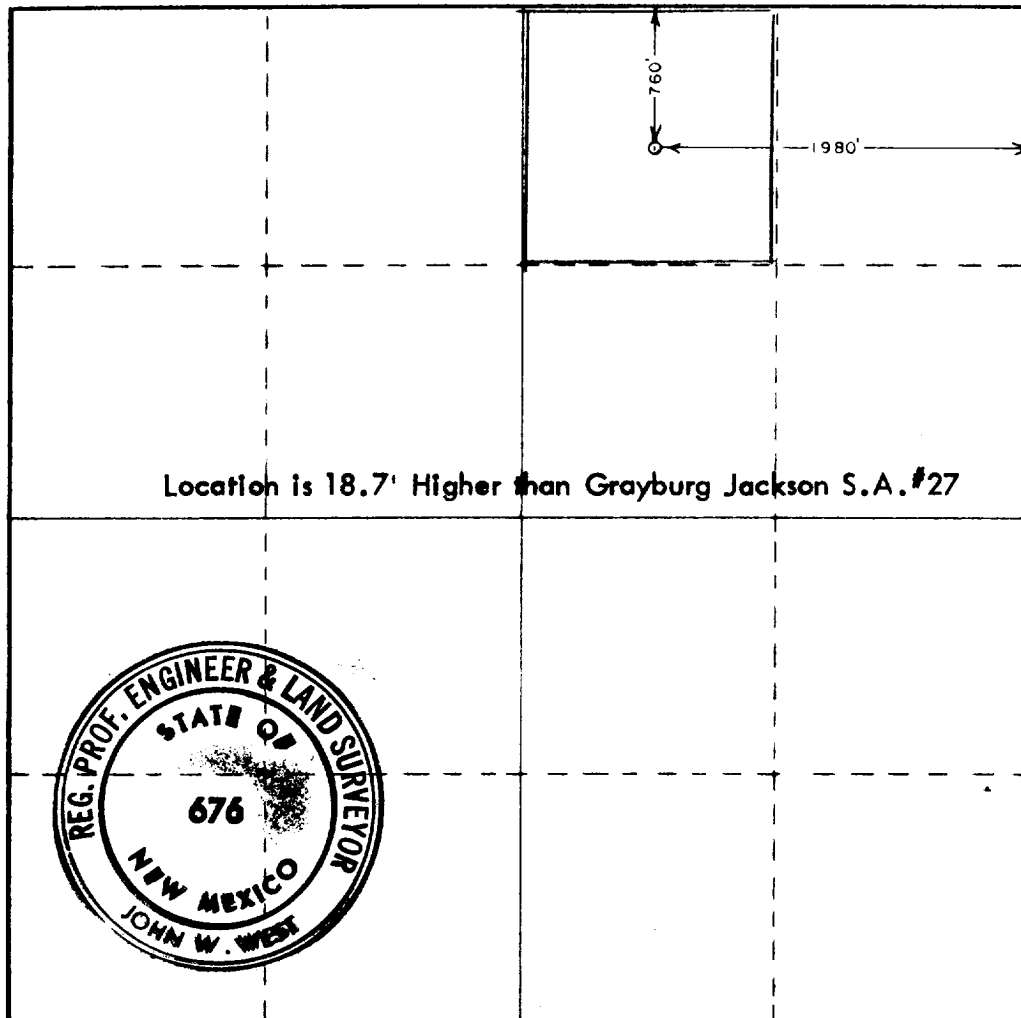 760'
1980'
Location is 18.7' Higher than Grayburg Jackson S.A.#27
REG. PROF. ENGINEER & LAND SURVEYOR
STATE OF
676
NEW MEXICO
JOHN W. WEST